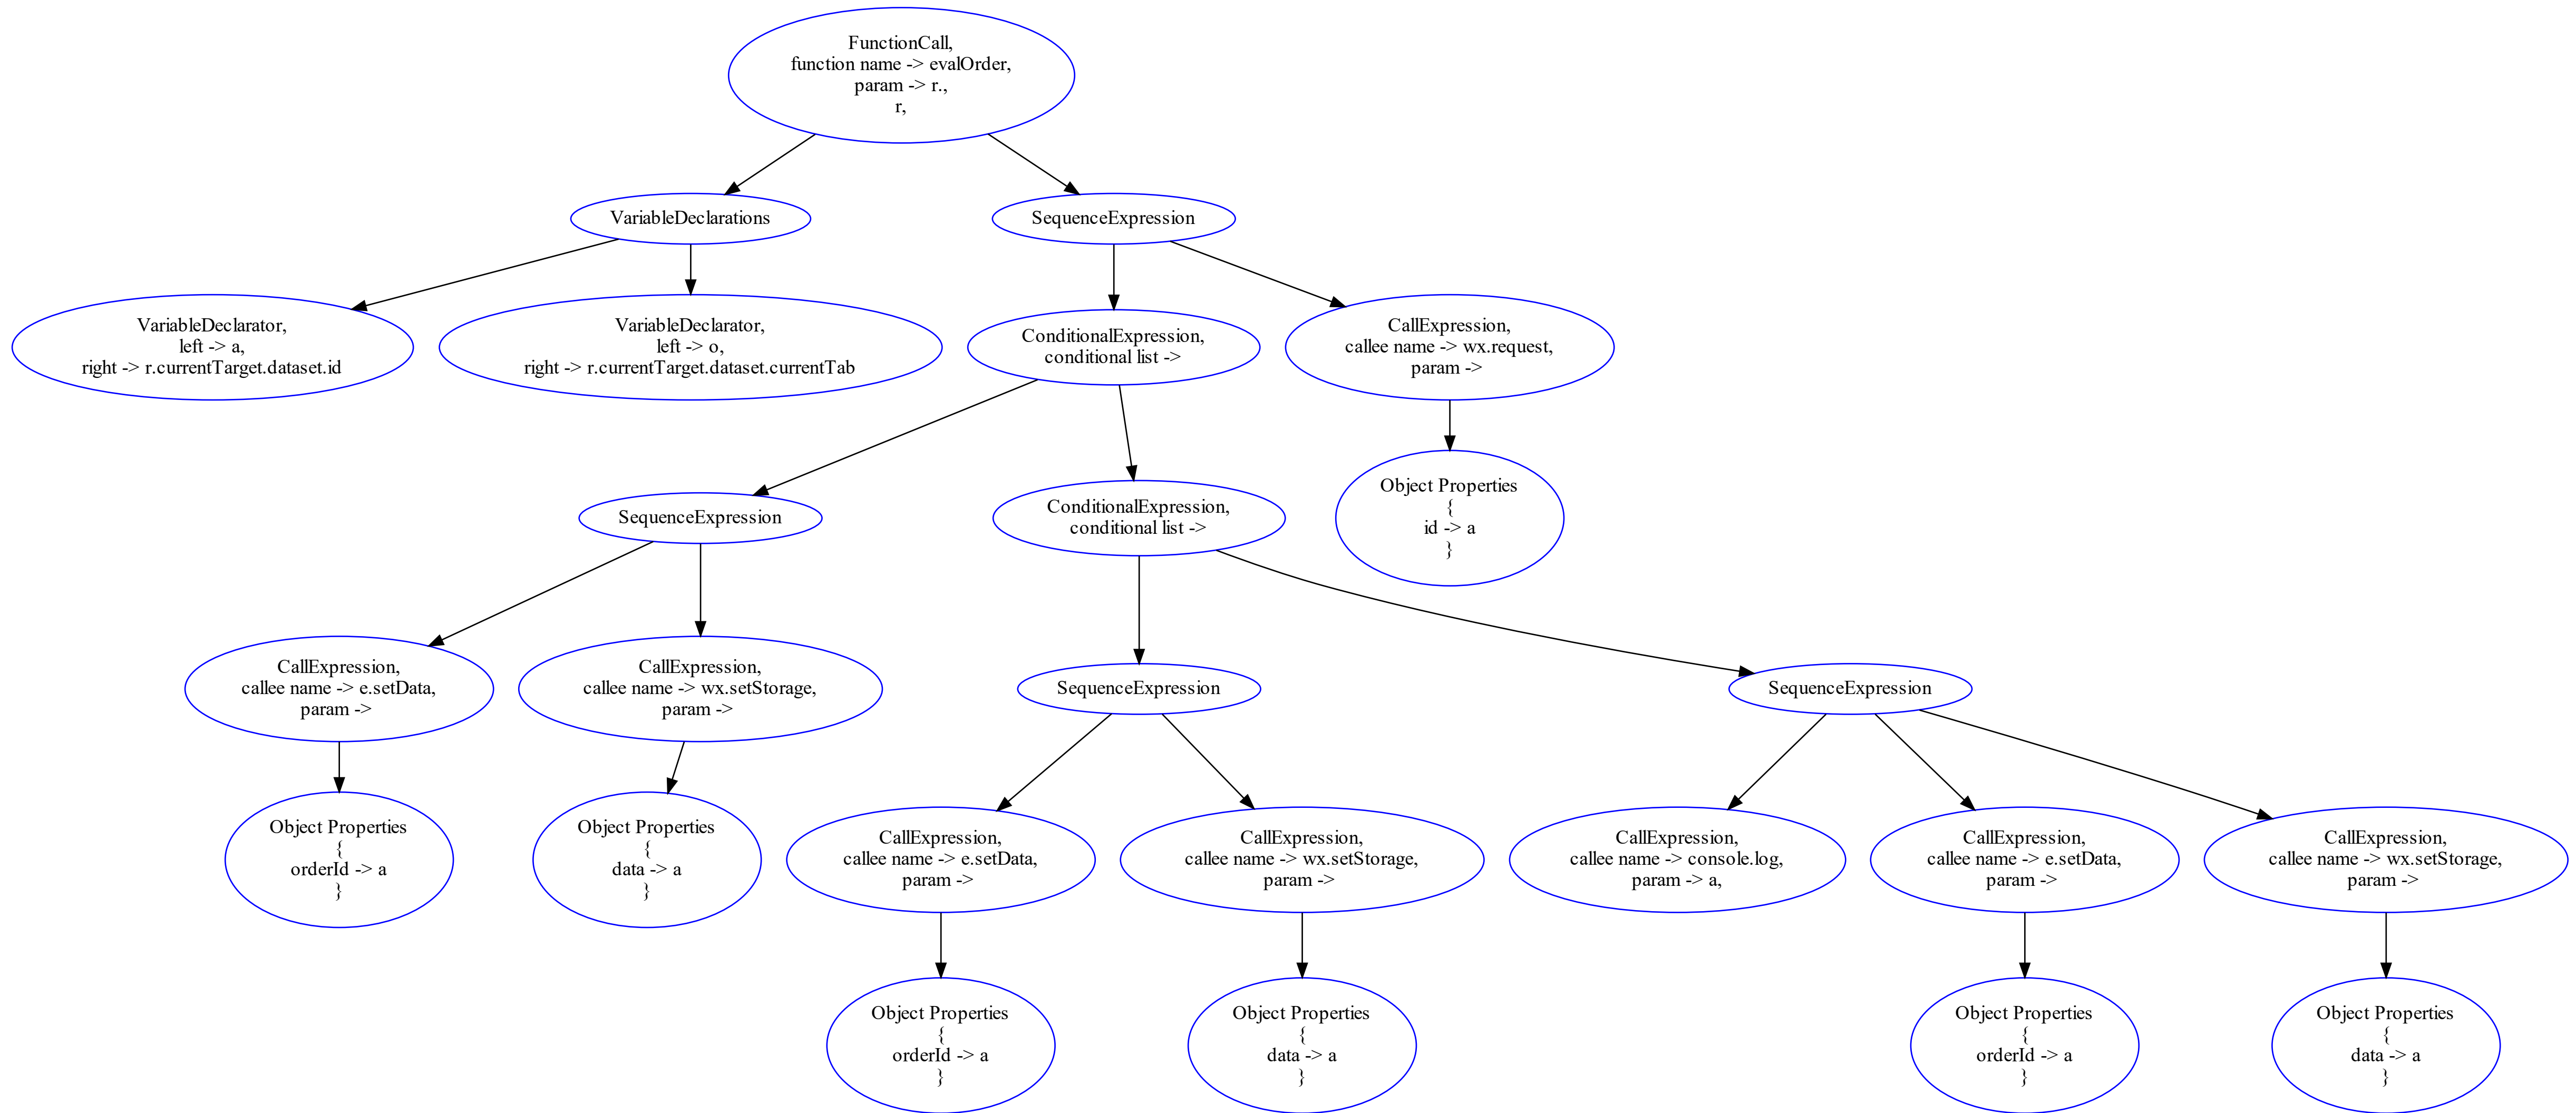 FunctionCall,
function name -> evalOrder,
param -> r.,
r,
VariableDeclarations
SequenceExpression
VariableDeclarator,
left -> a,
right -> r.currentTarget.dataset.id
VariableDeclarator,
left -> o,
right -> r.currentTarget.dataset.currentTab
ConditionalExpression,
conditional list ->
CallExpression,
callee name -> wx.request,
param ->
SequenceExpression
ConditionalExpression,
conditional list ->
Object Properties
{
id -> a
}
CallExpression,
callee name -> e.setData,
param ->
CallExpression,
callee name -> wx.setStorage,
param ->
SequenceExpression
SequenceExpression
Object Properties
{
orderId -> a
}
Object Properties
{
data -> a
}
CallExpression,
callee name -> e.setData,
param ->
CallExpression,
callee name -> wx.setStorage,
param ->
CallExpression,
callee name -> console.log,
param -> a,
CallExpression,
callee name -> e.setData,
param ->
CallExpression,
callee name -> wx.setStorage,
param ->
Object Properties
{
orderId -> a
}
Object Properties
{
data -> a
}
Object Properties
{
orderId -> a
}
Object Properties
{
data -> a
}